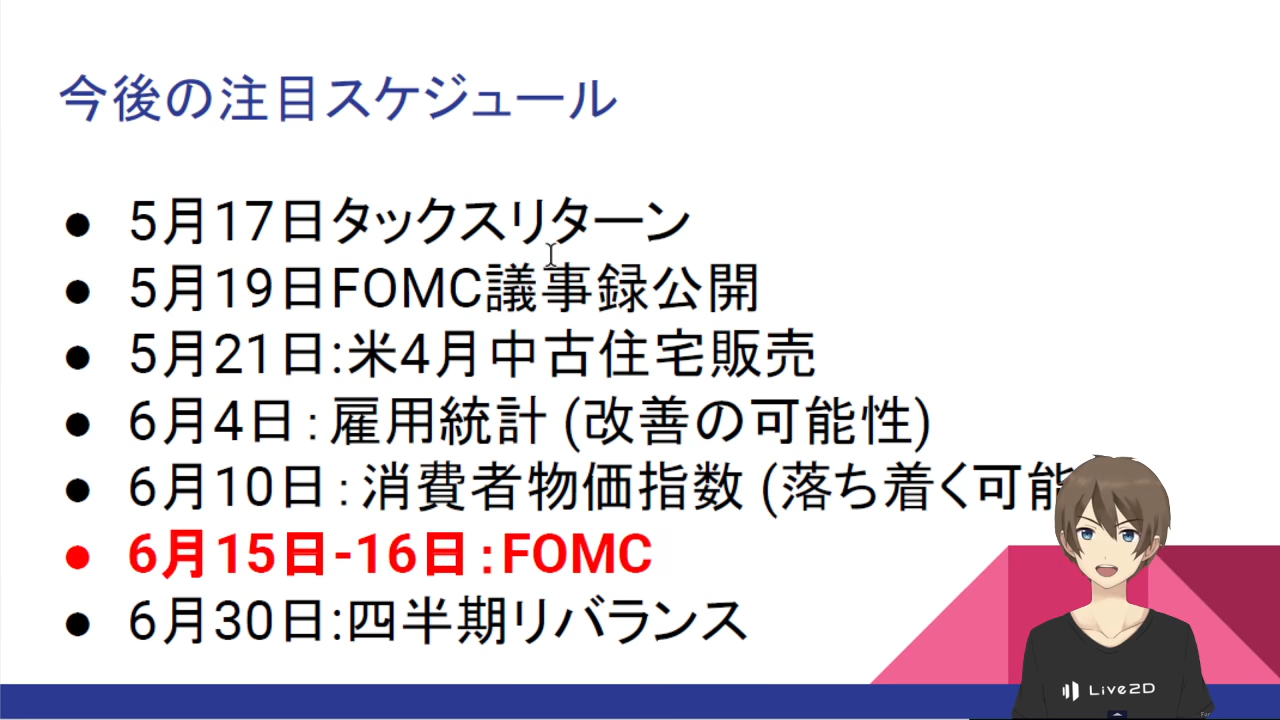 今後の注目スケジュール
● 5月17日タックスリターン
● 5月19日FOMC議事録公開
● 5月21日:米4月中古住宅販売
● 6月4日：雇用統計 (改善の可能性)
● 6月10日：消費者物価指数 (落ち着く可能
● 6月15日-16日：FOMC
● 6月30日:四半期リバランス
Live2D